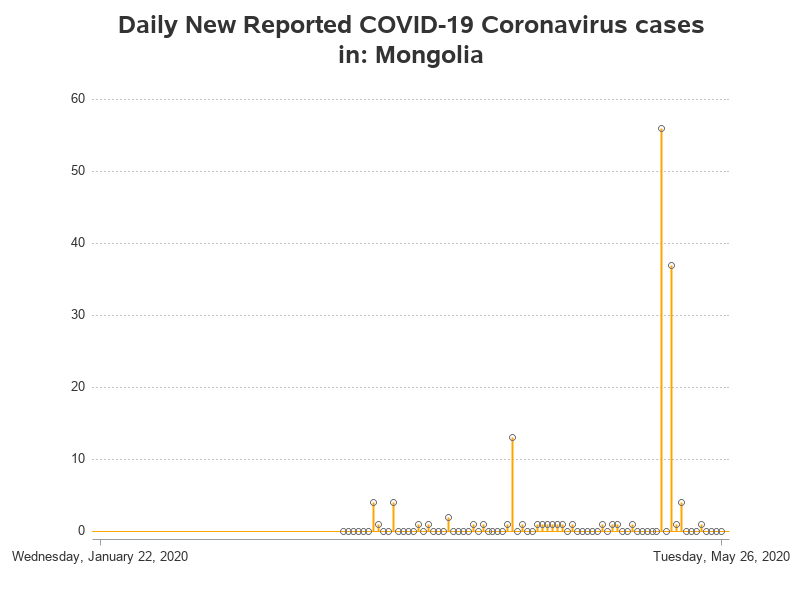 Daily New Reported COVID-19 Coronavirus cases
in: Mongolia
60
50
40
30
20
10
0
Wednesday, January 22, 2020
Tuesday, May 26, 2020